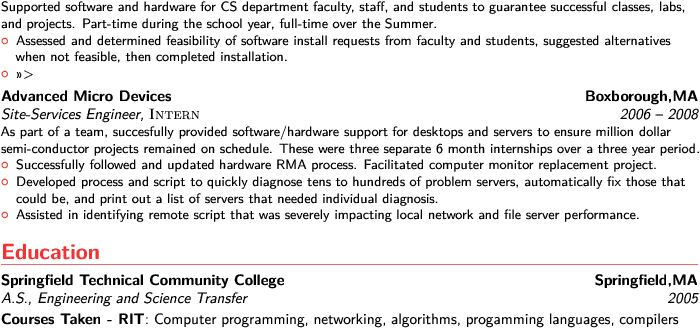 Supported software and hardware for CS department faculty, staff, and students to guarantee successful classes, labs,
and projects. Part-time during the school year, full-time over the Summer.
○ Assessed and determined feasibility of software install requests from faculty and students, suggested alternatives
when not feasible, then completed installation.
○ »>
Advanced Micro Devices Boxborough,MA
Site-Services Engineer, Intern 2006 – 2008
As part of a team, succesfully provided software/hardware support for desktops and servers to ensure million dollar
semi-conductor projects remained on schedule. These were three separate 6 month internships over a three year period.
○ Successfully followed and updated hardware RMA process. Facilitated computer monitor replacement project.
○ Developed process and script to quickly diagnose tens to hundreds of problem servers, automatically fix those that
could be, and print out a list of servers that needed individual diagnosis.
○ Assisted in identifying remote script that was severely impacting local network and file server performance.
Education
Springfield Technical Community College Springfield,MA
A.S., Engineering and Science Transfer 2005
Courses Taken - RIT: Computer programming, networking, algorithms, progamming languages, compilers